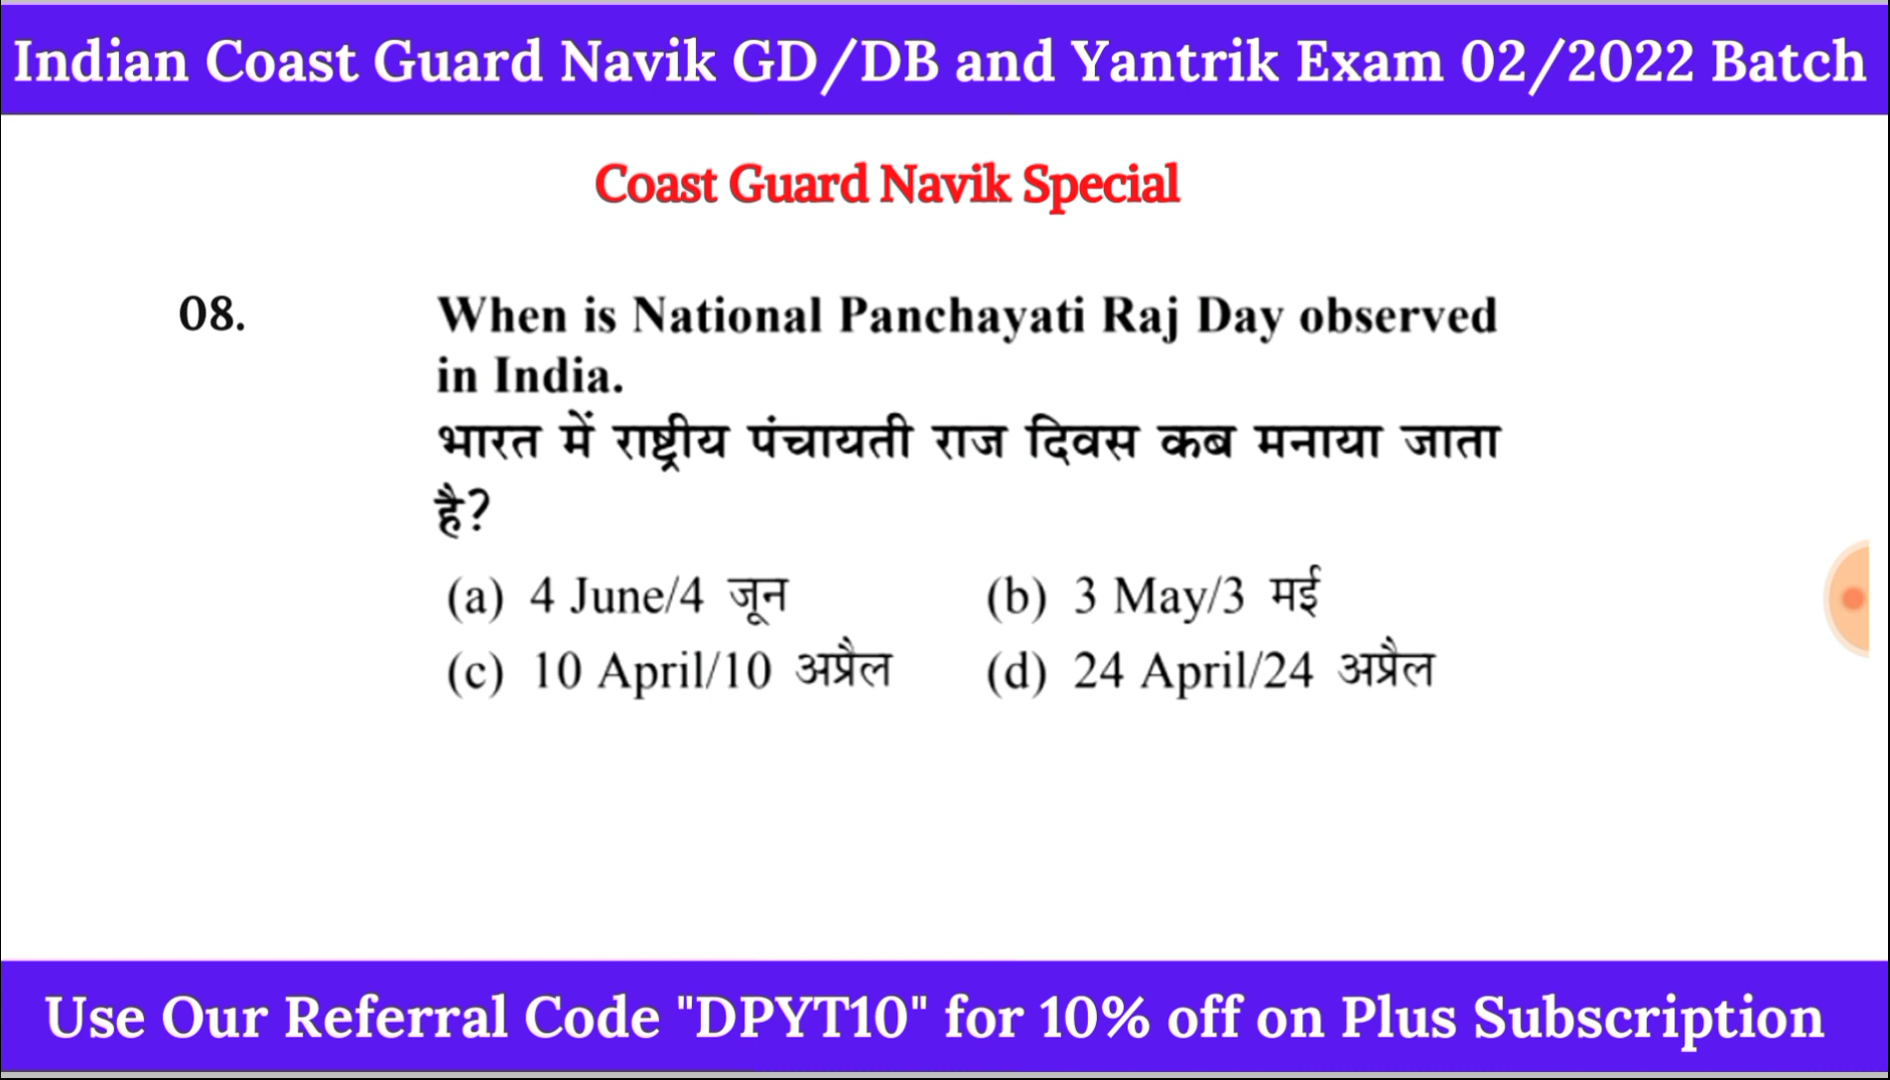 Indian Coast Guard Navik GD/DB and Yantrik Exam 02/2022 Batch
Coast Guard Navik Special
08. When is National Panchayati Raj Day observed
in India.
भारत में राष्ट्रीय पंचायती राज दिवस कब मनाया जाता
है?
(a) 4 June/4 जून (b) 3 May/3 मई
(c) 10 April/10 अप्रैल (d) 24 April/24 अप्रैल
Use Our Referral Code "DPYT10" for 10% off on Plus Subscription